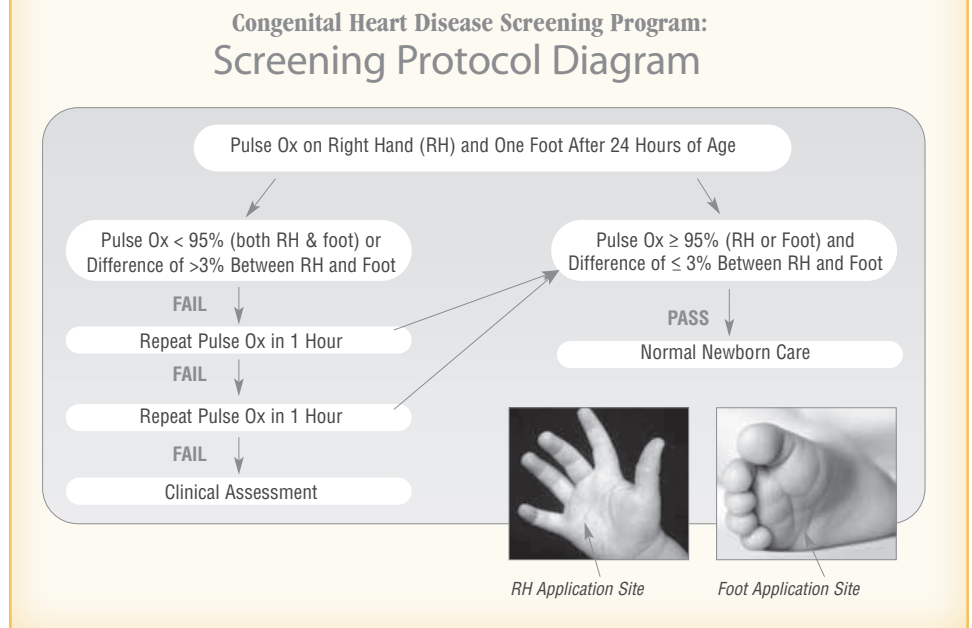 Congenital Heart Disease Screening Program:
Screening Protocol Diagram
Pulse Ox on Right Hand (RH) and One Foot After 24 Hours of Age
Pulse Ox < 95% (both RH & foot) or
Difference of >3% Between RH and Foot
FAIL
Repeat Pulse Ox in 1 Hour
FAIL
Repeat Pulse Ox in 1 Hour
FAIL
Clinical Assessment
Pulse Ox ≥ 95% (RH or Foot) and
Difference of ≤ 3% Between RH and Foot
PASS
Normal Newborn Care
RH Application Site
Foot Application Site